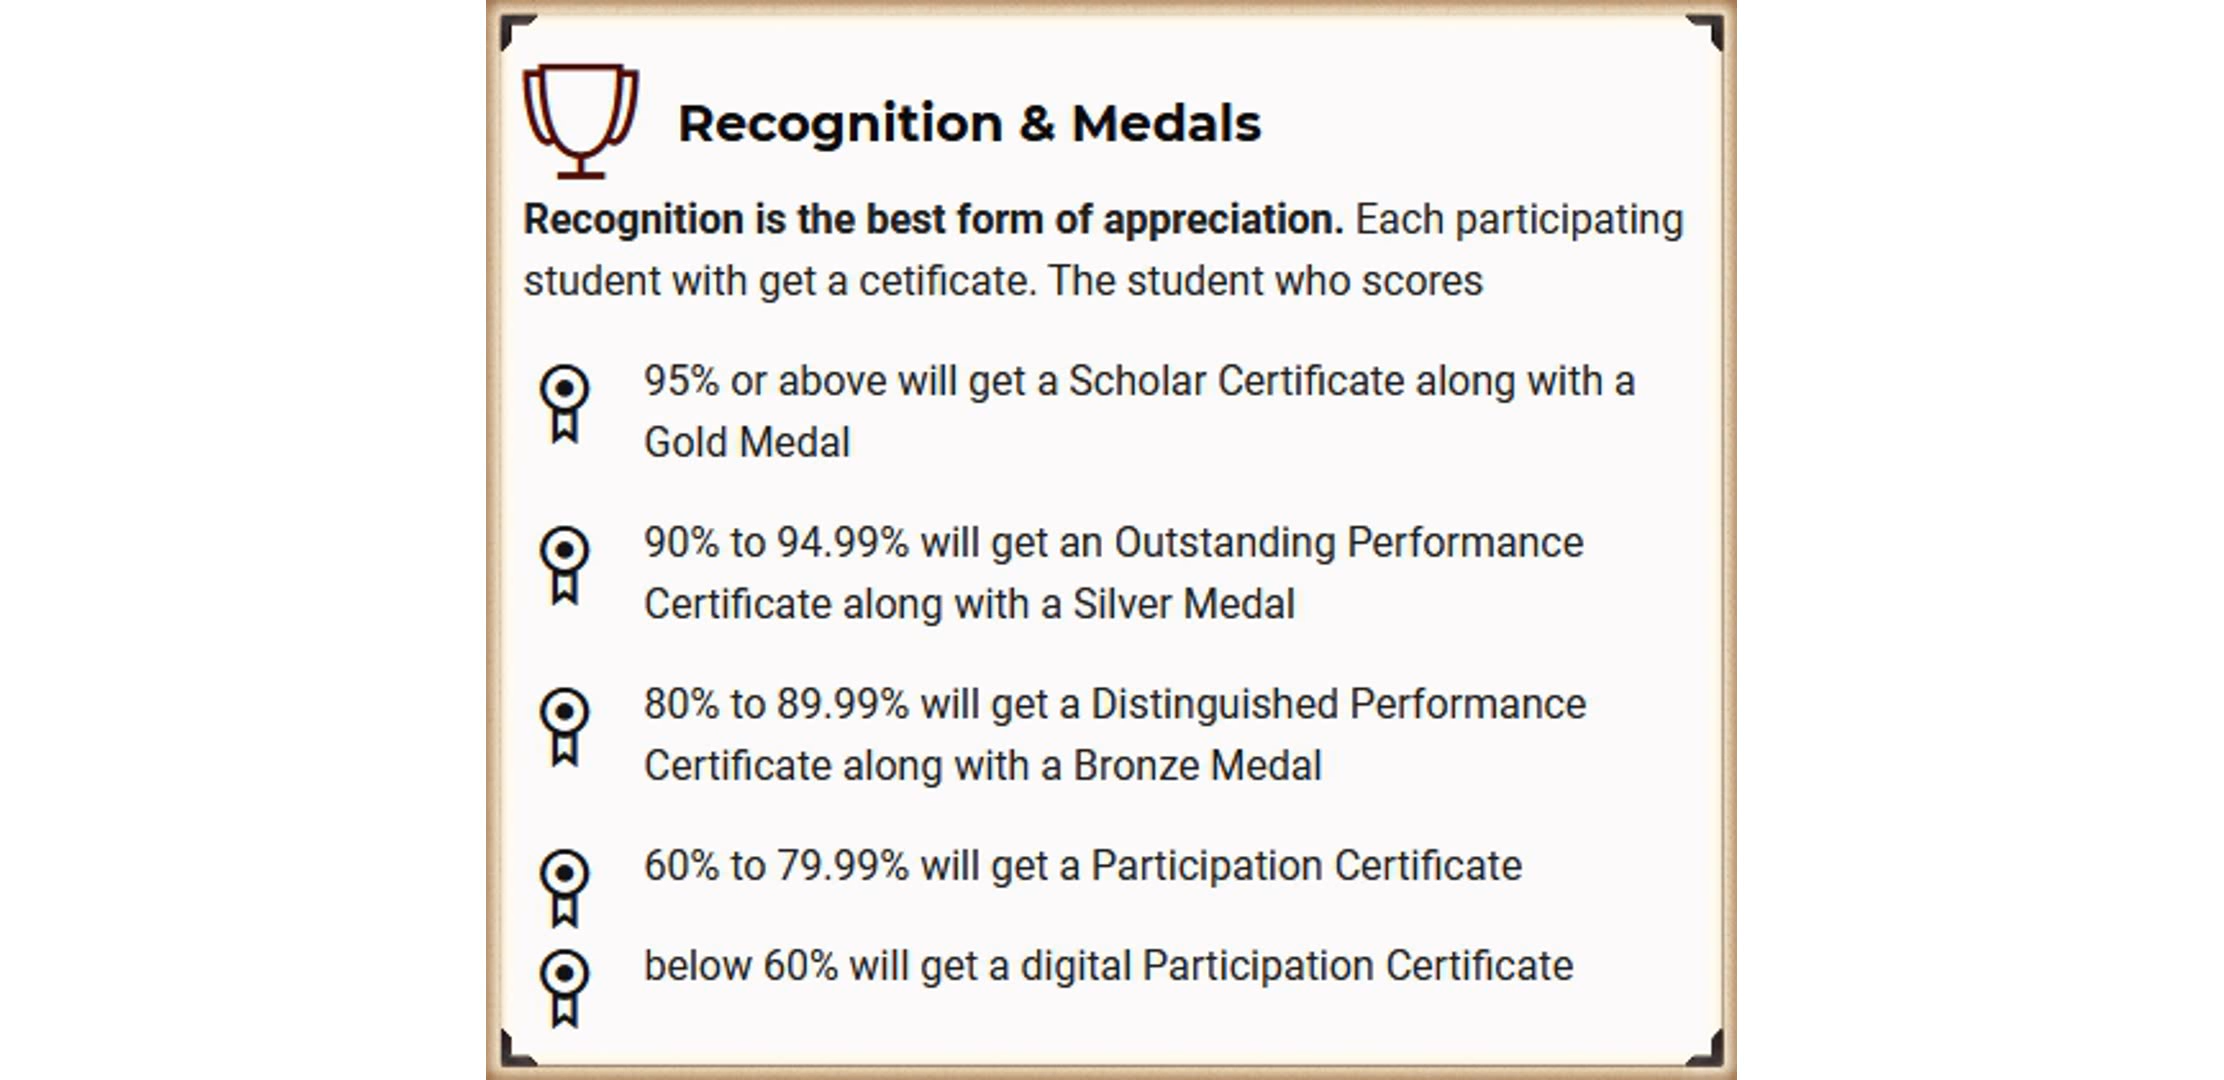 Recognition & Medals
Recognition is the best form of appreciation. Each participating
student with get a cetificate. The student who scores
95% or above will get a Scholar Certificate along with a
Gold Medal
90% to 94.99% will get an Outstanding Performance
Certificate along with a Silver Medal
80% to 89.99% will get a Distinguished Performance
Certificate along with a Bronze Medal
60% to 79.99% will get a Participation Certificate
below 60% will get a digital Participation Certificate